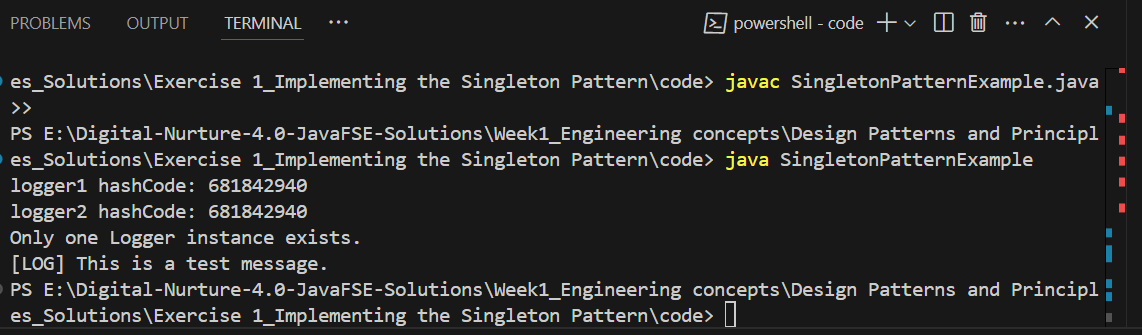 PROBLEMS OUTPUT TERMINAL ··· powershell - code
es_Solutions\Exercise 1_Implementing the Singleton Pattern\code> javac SingletonPatternExample.java
>>
PS E:\Digital-Nurture-4.0-JavaFSE-Solutions\Week1_Engineering concepts\Design Patterns and Principl
es_Solutions\Exercise 1_Implementing the Singleton Pattern\code> java SingletonPatternExample
logger1 hashCode: 681842940
logger2 hashCode: 681842940
Only one Logger instance exists.
[LOG] This is a test message.
PS E:\Digital-Nurture-4.0-JavaFSE-Solutions\Week1_Engineering concepts\Design Patterns and Principl
es_Solutions\Exercise 1_Implementing the Singleton Pattern\code>